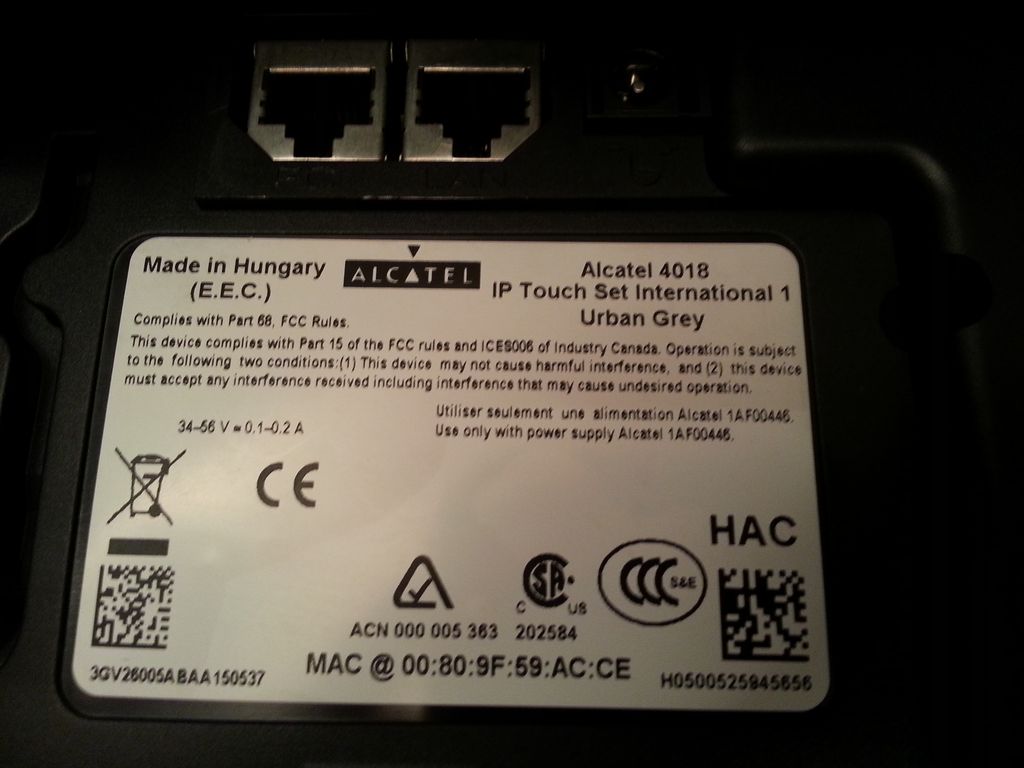 PC LAN
Made in Hungary
(E.E.C.)
ALCATEL
Alcatel 4018
IP Touch Set International 1
Urban Grey
Complies with Part 68, FCC Rules.
This device complies with Part 15 of the FCC rules and ICES006 of Industry Canada. Operation is subject
to the following two conditions:(1) This device may not cause harmful interference, and (2) this device
must accept any interference received including interference that may cause undesired operation.
Utiliser seulement une alimentation Alcatel 1AF00446.
Use only with power supply Alcatel 1AF00446.
34-56 V = 0.1-0.2 A
CE
HAC
CSA
C US
CCC S&E
ACN 000 005 363 202584
MAC @ 00:80:9F:59:AC:CE
3GV26005ABAA150537
H0500525945656